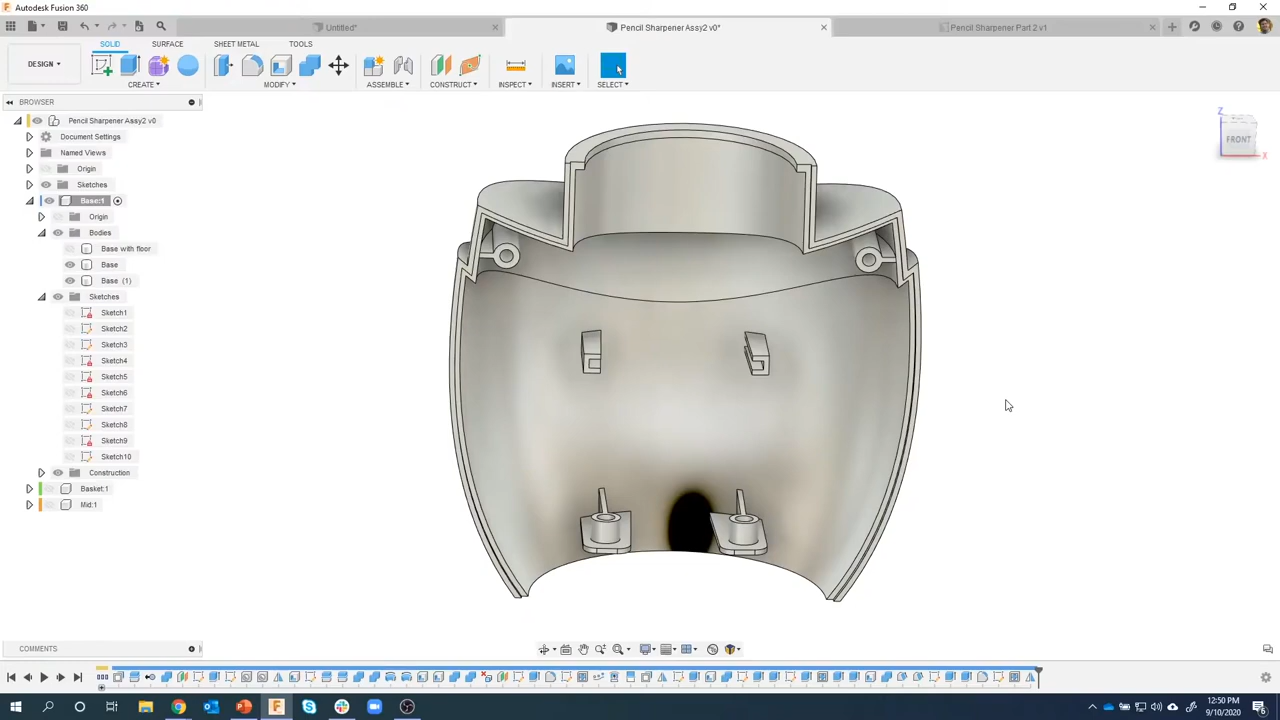 Autodesk Fusion 360
Untitled*
Pencil Sharpener Assy2 v0*
Pencil Sharpener Part 2 v1
DESIGN
SOLID
SURFACE
SHEET METAL
TOOLS
CREATE
MODIFY
ASSEMBLE
CONSTRUCT
INSPECT
INSERT
SELECT
BROWSER
Pencil Sharpener Assy2 v0
Document Settings
Named Views
Origin
Sketches
Base:1
Origin
Bodies
Base with floor
Base
Base (1)
Sketches
Sketch1
Sketch2
Sketch3
Sketch4
Sketch5
Sketch6
Sketch7
Sketch8
Sketch9
Sketch10
Construction
Basket:1
Mid:1
Z
FRONT
X
COMMENTS
12:50 PM
9/10/2020
6